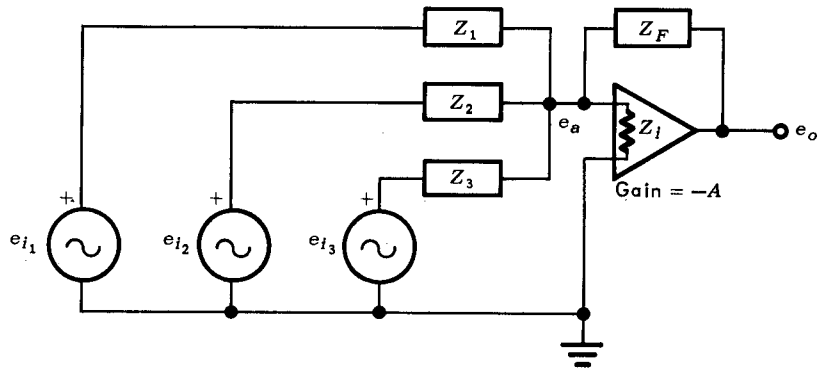 Z1
ZF
Z2
ea
Zi
eo
Z3
Gain = –A
+
+
+
ei1
ei2
ei3